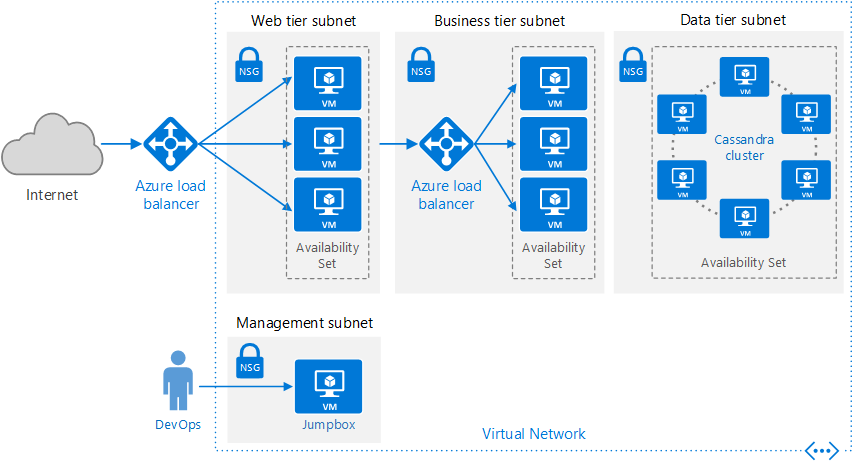 Web tier subnet
Business tier subnet
Data tier subnet
NSG
VM
VM
VM
Availability
Set
NSG
VM
VM
VM
Availability
Set
NSG
VM
VM
VM
VM
VM
VM
Cassandra
cluster
Availability Set
Internet
Azure load
balancer
Azure load
balancer
Management subnet
NSG
VM
Jumpbox
DevOps
Virtual Network